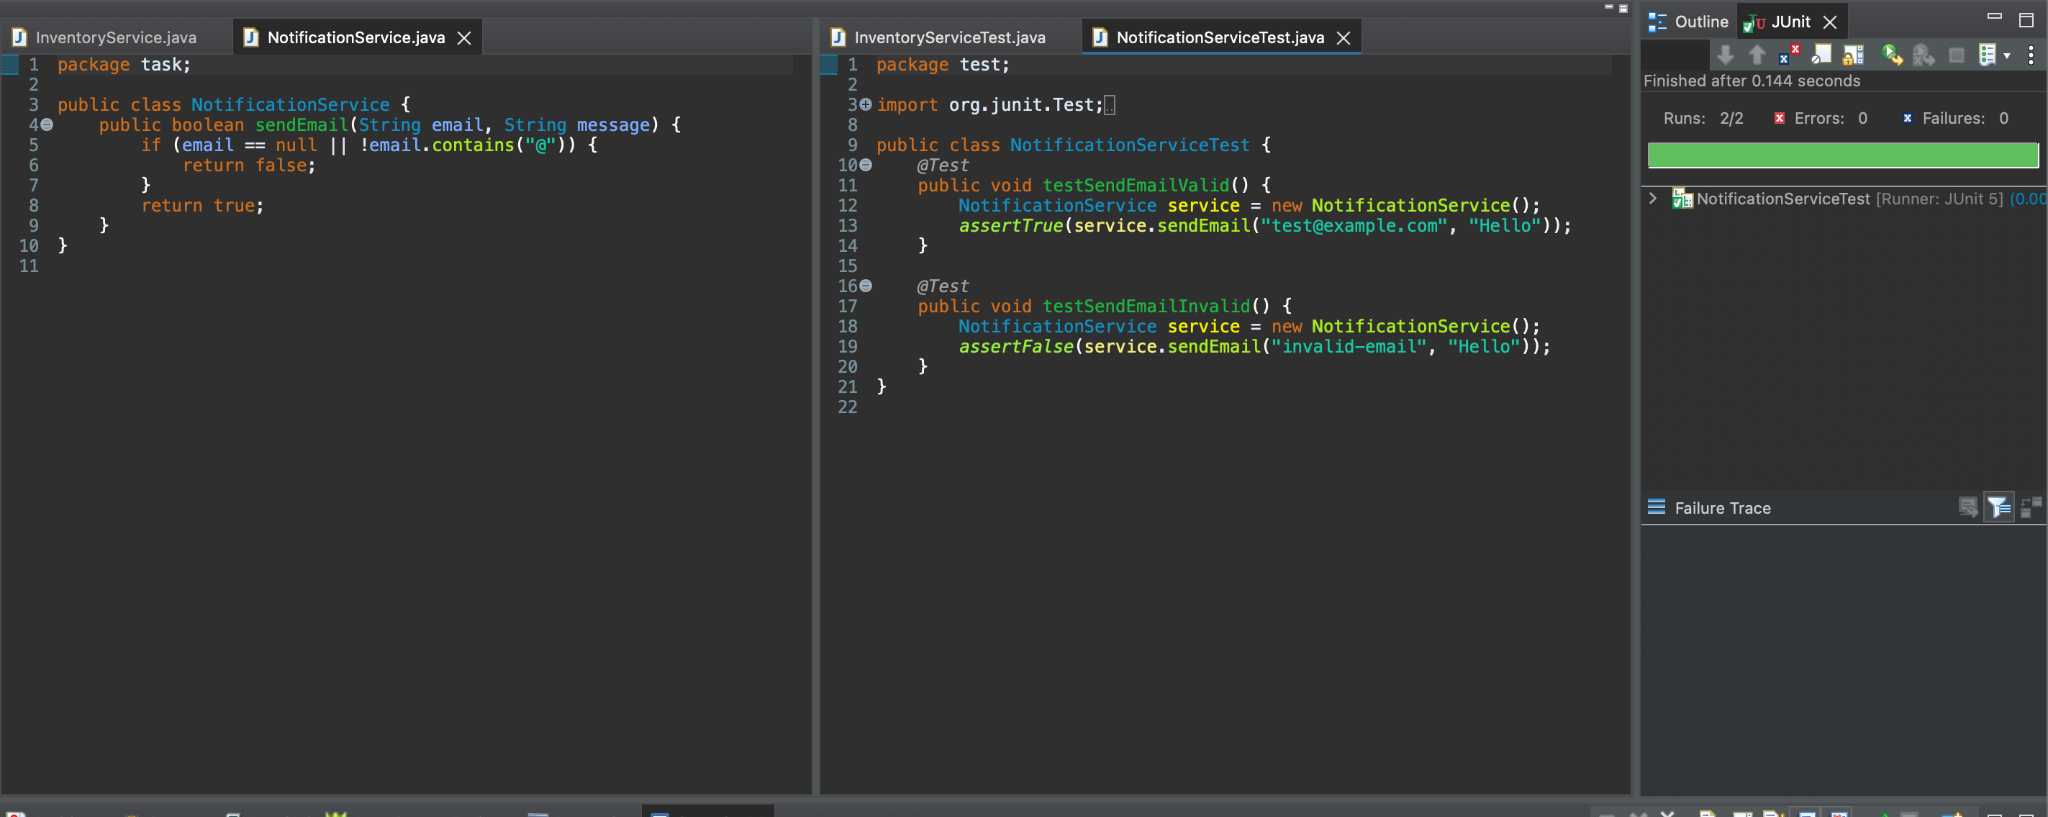 InventoryService.java
NotificationService.java
1 package task;
2
3 public class NotificationService {
4 public boolean sendEmail(String email, String message) {
5 if (email == null || !email.contains("@")) {
6 return false;
7 }
8 return true;
9 }
10 }
11
InventoryServiceTest.java
NotificationServiceTest.java
1 package test;
2
3 import org.junit.Test;
8
9 public class NotificationServiceTest {
10 @Test
11 public void testSendEmailValid() {
12 NotificationService service = new NotificationService();
13 assertTrue(service.sendEmail("test@example.com", "Hello"));
14 }
15
16 @Test
17 public void testSendEmailInvalid() {
18 NotificationService service = new NotificationService();
19 assertFalse(service.sendEmail("invalid-email", "Hello"));
20 }
21 }
22
Outline
JUnit
Finished after 0.144 seconds
Runs: 2/2 Errors: 0 Failures: 0
NotificationServiceTest [Runner: JUnit 5] (0.00
Failure Trace